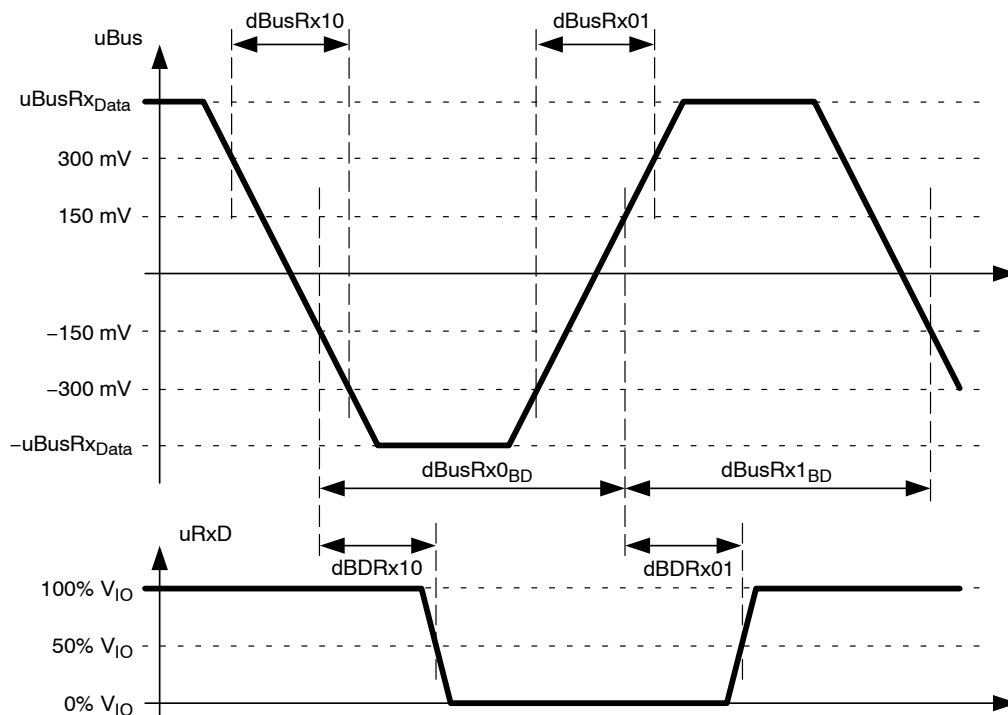 dBusRx10 dBusRx01
uBus
uBusRxData
300 mV
150 mV
−150 mV
−300 mV
−uBusRxData
dBusRx0BD dBusRx1BD
uRxD
dBDRx10 dBDRx01
100% VIO
50% VIO
0% VIO